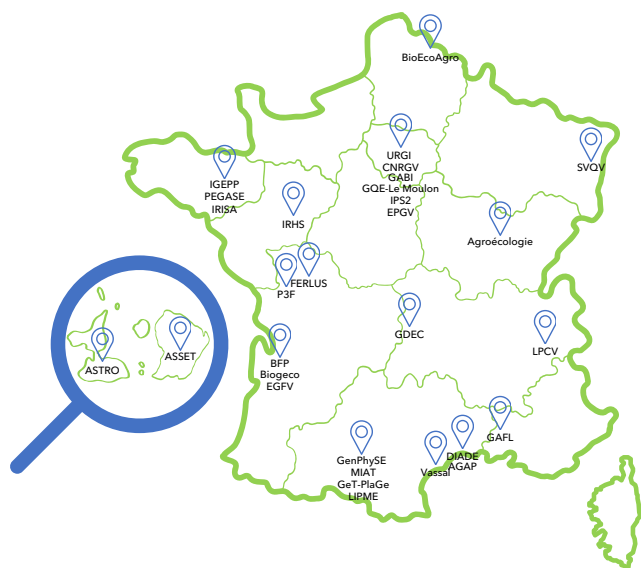 BioEcoAgro
URGI
CNRGV
GABI
GQE-Le Moulon
IPS2
EPGV
SVQV
IGEPP
PEGASE
IRISA
IRHS
Agroécologie
P3F
FERLUS
GDEC
LPCV
ASTRO
ASSET
BFP
Biogeco
EGFV
GAFL
GenPhySE
MIAT
GeT-PlaGe
LIPME
Vassal
DIADE
AGAP